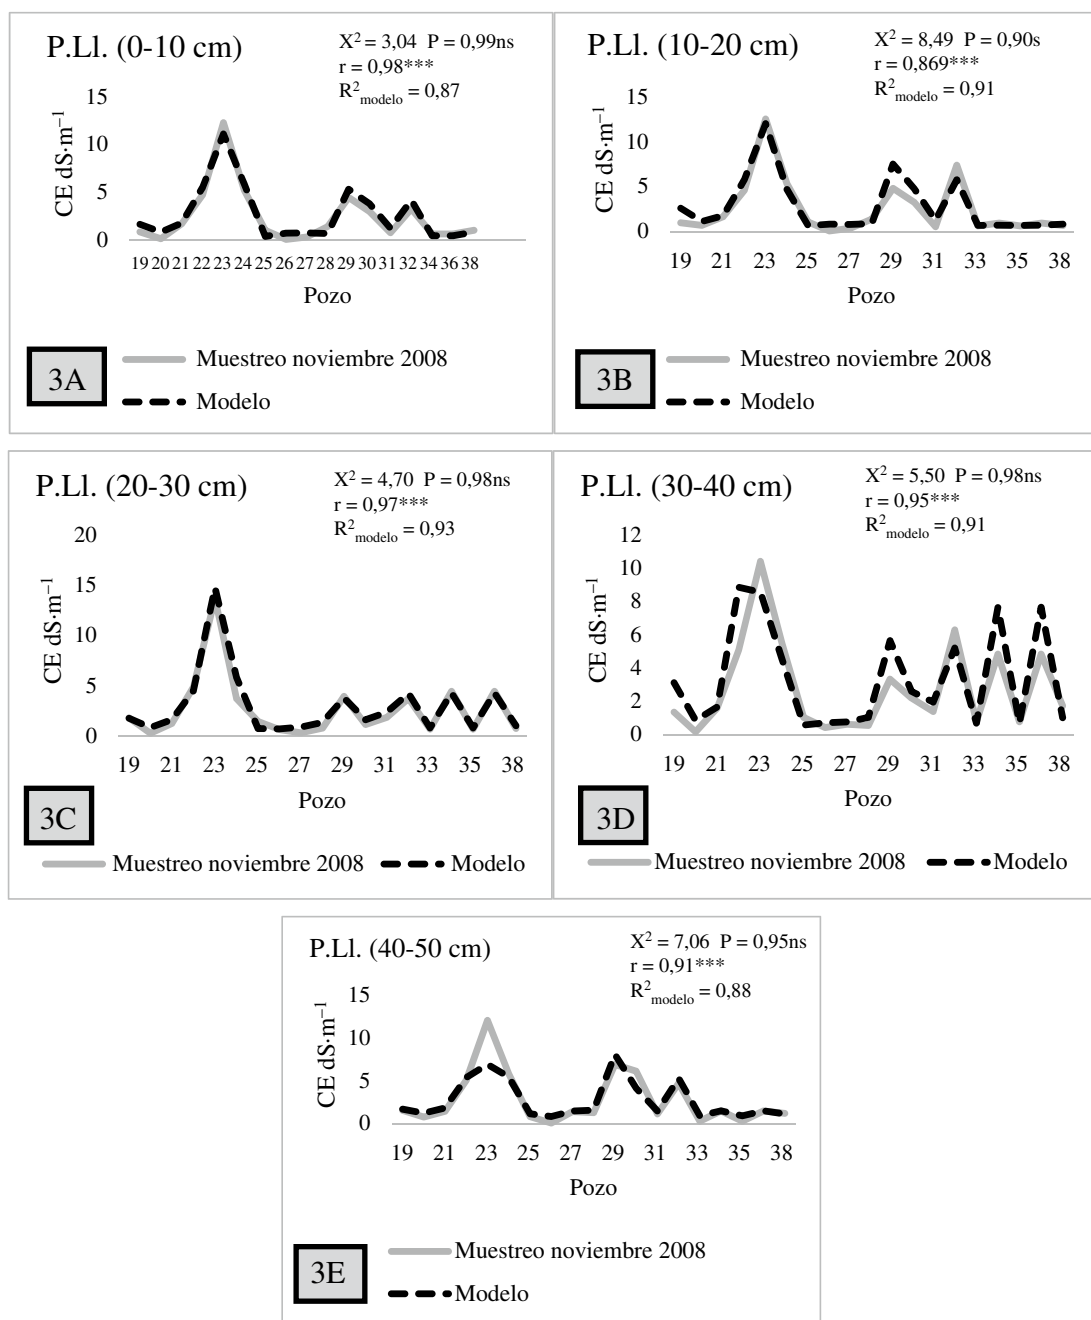 P.Ll. (0-10 cm)
X² = 3,04 P = 0,99ns
r = 0,98***
R²modelo = 0,87
CE dS·m⁻¹
15
10
5
0
19 20 21 22 23 24 25 26 27 28 29 30 31 32 34 36 38
Pozo
3A
Muestreo noviembre 2008
Modelo
P.Ll. (10-20 cm)
X² = 8,49 P = 0,90s
r = 0,869***
R²modelo = 0,91
CE dS·m⁻¹
15
10
5
0
19 21 23 25 27 29 31 33 35 38
Pozo
3B
Muestreo noviembre 2008
Modelo
P.Ll. (20-30 cm)
X² = 4,70 P = 0,98ns
r = 0,97***
R²modelo = 0,93
CE dS·m⁻¹
20
15
10
5
0
19 21 23 25 27 29 31 33 35 38
Pozo
3C
Muestreo noviembre 2008 Modelo
P.Ll. (30-40 cm)
X² = 5,50 P = 0,98ns
r = 0,95***
R²modelo = 0,91
CE dS·m⁻¹
12
10
8
6
4
2
0
19 21 23 25 27 29 31 33 35 38
Pozo
3D
Muestreo noviembre 2008 Modelo
P.Ll. (40-50 cm)
X² = 7,06 P = 0,95ns
r = 0,91***
R²modelo = 0,88
CE dS·m⁻¹
15
10
5
0
19 21 23 25 27 29 31 33 35 38
Pozo
3E
Muestreo noviembre 2008
Modelo